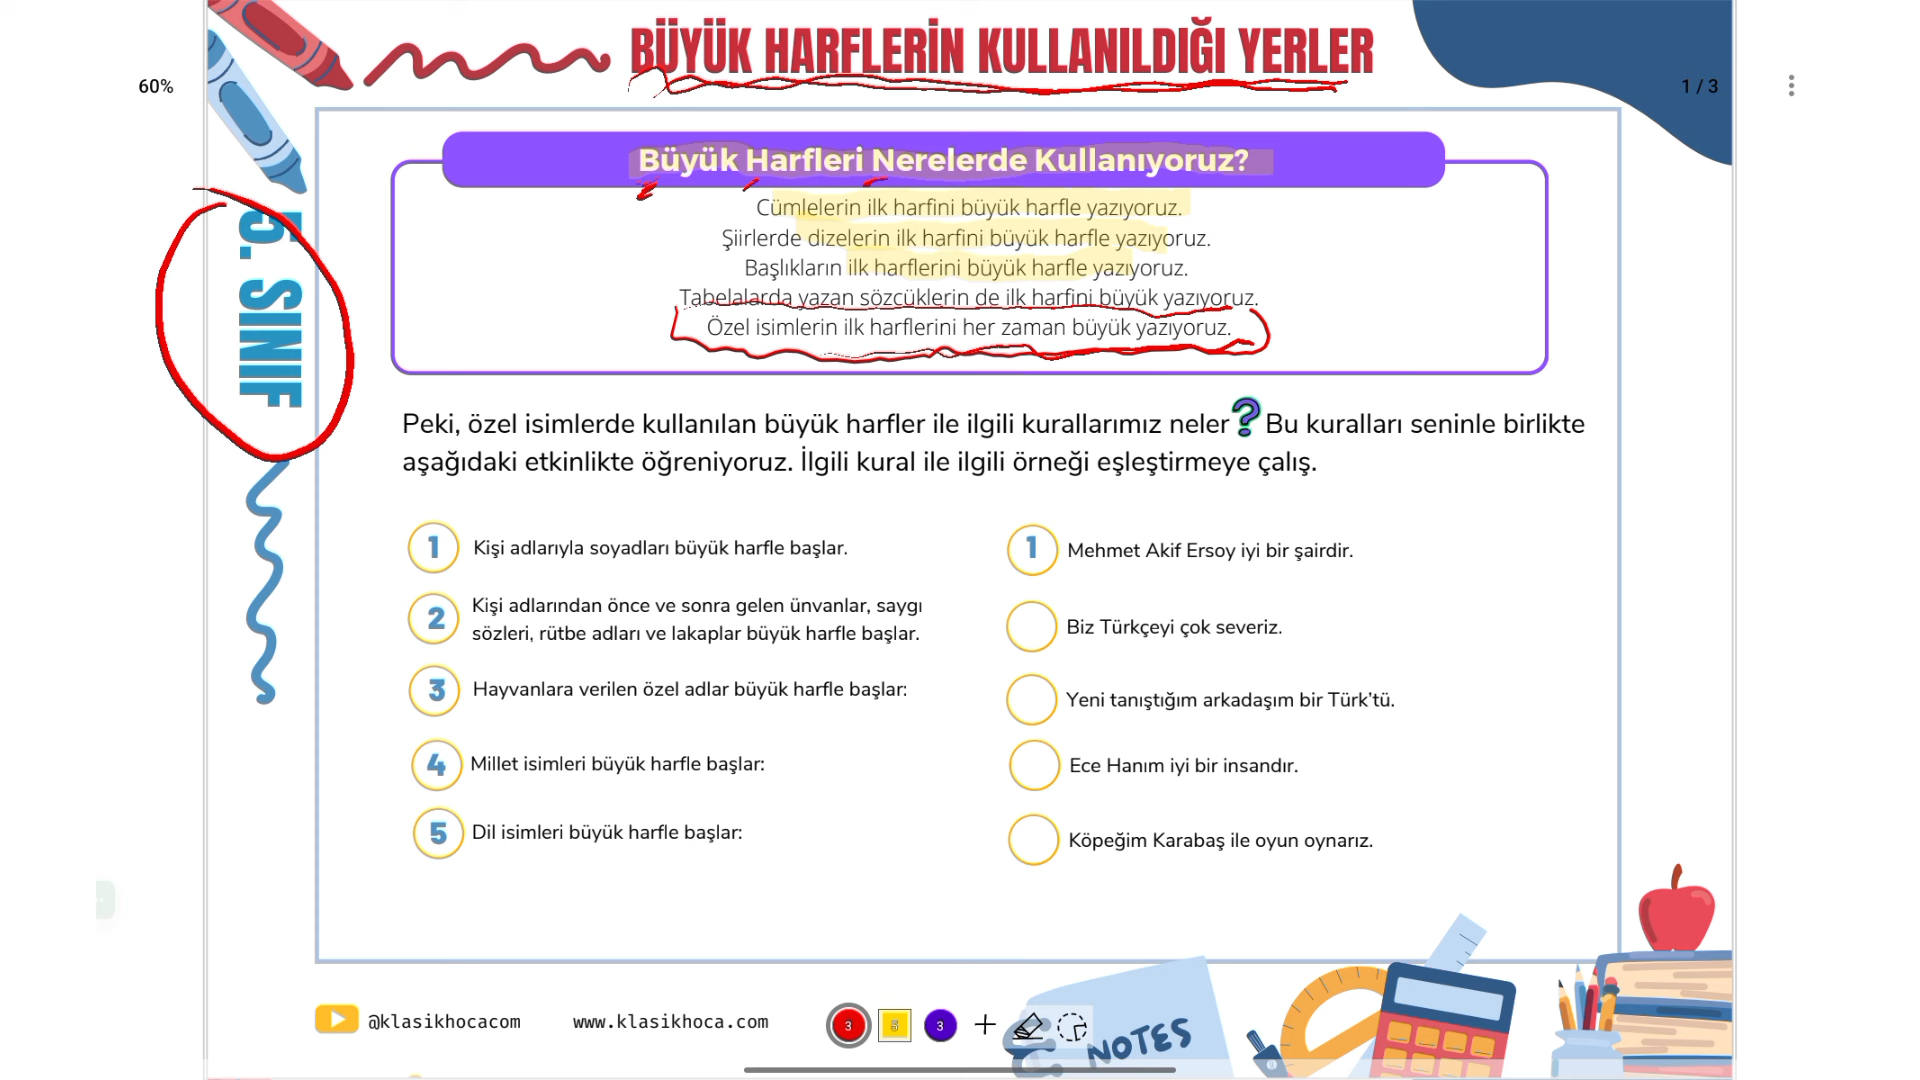 BÜYÜK HARFLERİN KULLANILDIĞI YERLER
60%
1 / 3
Büyük Harfleri Nerelerde Kullanıyoruz?
Cümlelerin ilk harfini büyük harfle yazıyoruz.
Şiirlerde dizelerin ilk harfini büyük harfle yazıyoruz.
Başlıkların ilk harflerini büyük harfle yazıyoruz.
Tabelalarda yazan sözcüklerin de ilk harfini büyük yazıyoruz.
Özel isimlerin ilk harflerini her zaman büyük yazıyoruz.
5. SINIF
Peki, özel isimlerde kullanılan büyük harfler ile ilgili kurallarımız neler? Bu kuralları seninle birlikte
aşağıdaki etkinlikte öğreniyoruz. İlgili kural ile ilgili örneği eşleştirmeye çalış.
1 Kişi adlarıyla soyadları büyük harfle başlar.
2 Kişi adlarından önce ve sonra gelen ünvanlar, saygı
sözleri, rütbe adları ve lakaplar büyük harfle başlar.
3 Hayvanlara verilen özel adlar büyük harfle başlar:
4 Millet isimleri büyük harfle başlar:
5 Dil isimleri büyük harfle başlar:
1 Mehmet Akif Ersoy iyi bir şairdir.
Biz Türkçeyi çok severiz.
Yeni tanıştığım arkadaşım bir Türk'tü.
Ece Hanım iyi bir insandır.
Köpeğim Karabaş ile oyun oynarız.
@klasikhocacom www.klasikhoca.com
3 5 3
NOTES